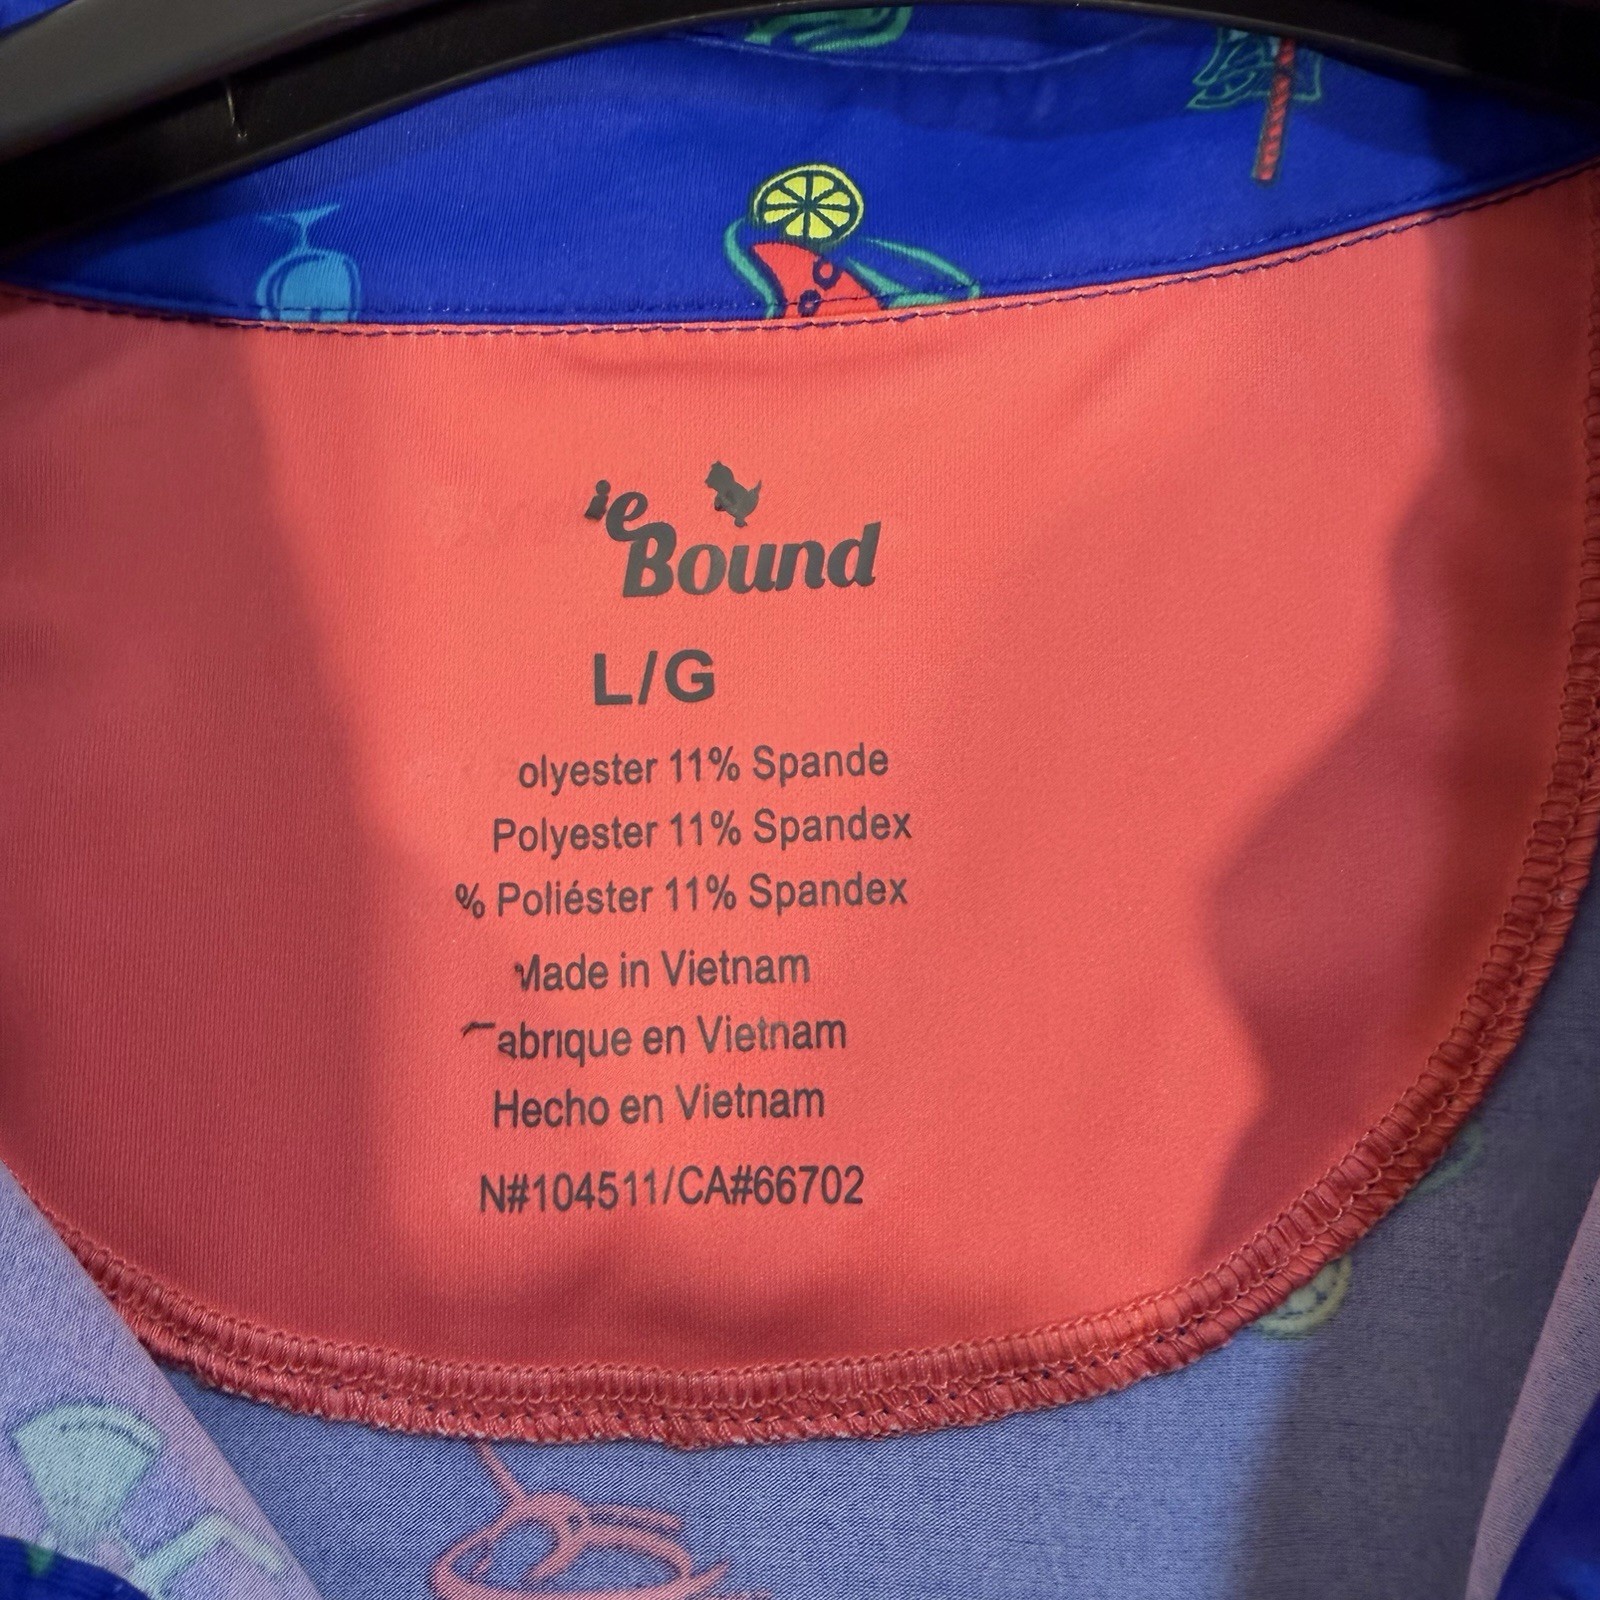 ie
Bound
L/G
olyester 11% Spande
Polyester 11% Spandex
% Poliéster 11% Spandex
Made in Vietnam
abrique en Vietnam
Hecho en Vietnam
N#104511/CA#66702